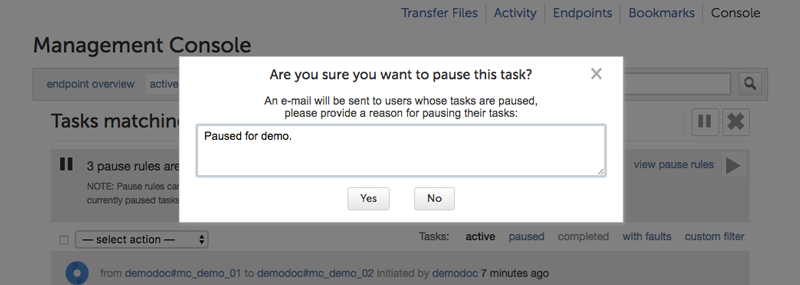 Transfer Files Activity Endpoints Bookmarks Console
Management Console
endpoint overview active
Are you sure you want to pause this task?
An e-mail will be sent to users whose tasks are paused,
please provide a reason for pausing their tasks:
Paused for demo.
Yes No
Tasks matching
3 pause rules are
NOTE: Pause rules can
currently paused tasks
view pause rules
— select action —
Tasks: active paused completed with faults custom filter
from demodoc#mc_demo_01 to demodoc#mc_demo_02 initiated by demodoc 7 minutes ago